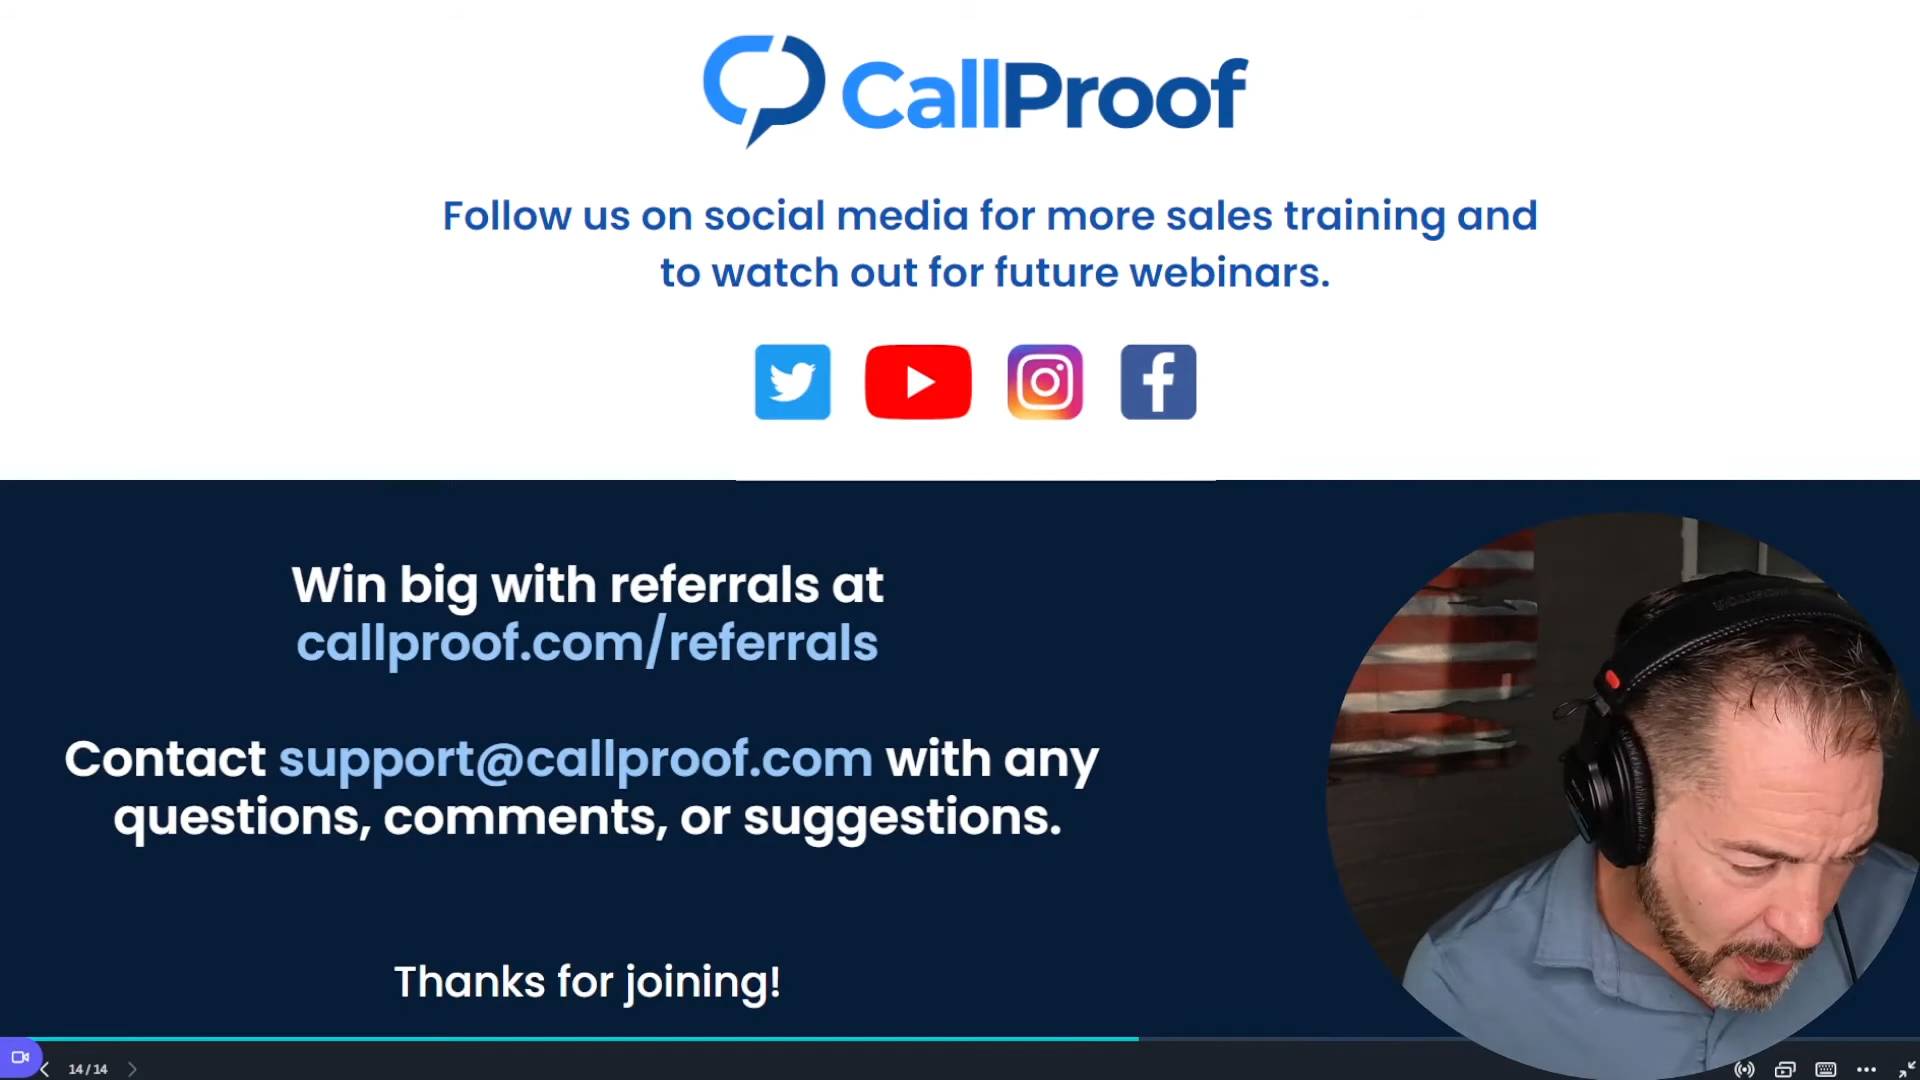 CallProof
Follow us on social media for more sales training and
to watch out for future webinars.
Win big with referrals at
callproof.com/referrals
Contact support@callproof.com with any
questions, comments, or suggestions.
Thanks for joining!
14 / 14